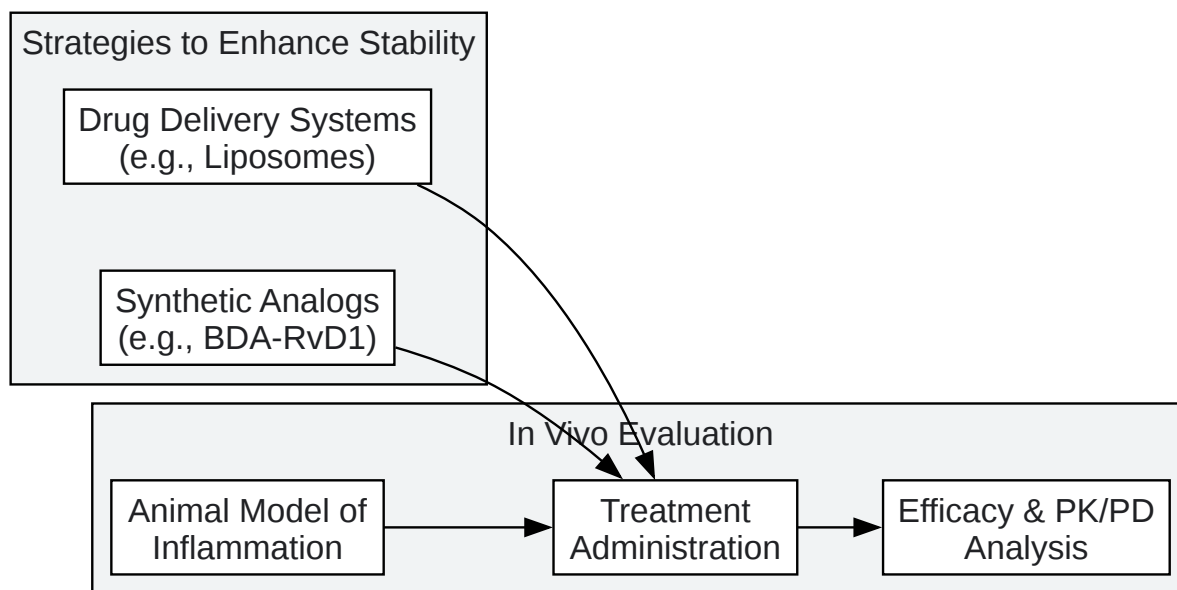 Strategies to Enhance Stability
Drug Delivery Systems
(e.g., Liposomes)
Synthetic Analogs
(e.g., BDA-RvD1)
In Vivo Evaluation
Animal Model of
Inflammation
Treatment
Administration
Efficacy & PK/PD
Analysis